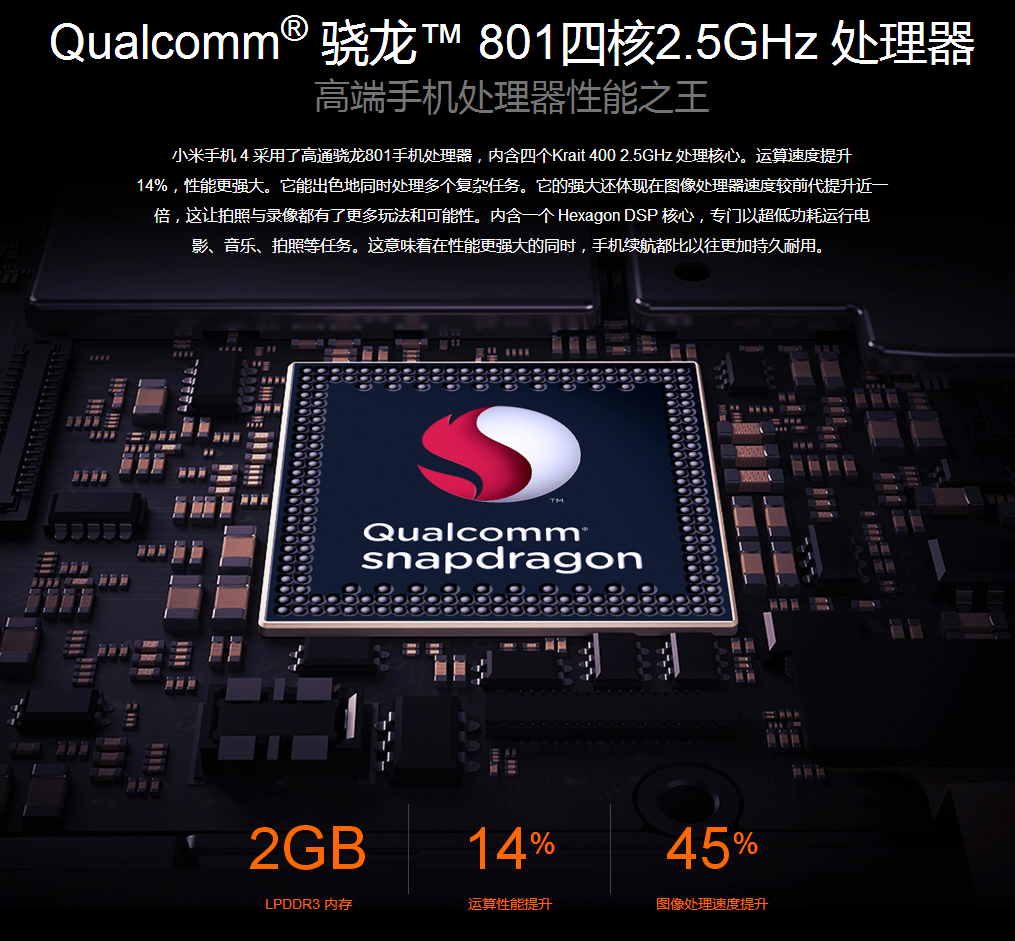 Qualcomm® 骁龙™ 801四核2.5GHz 处理器
高端手机处理器性能之王
小米手机 4 采用了高通骁龙801手机处理器，内含四个Krait 400 2.5GHz 处理核心。运算速度提升
14%，性能更强大。它能出色地同时处理多个复杂任务。它的强大还体现在图像处理器速度较前代提升近一
倍，这让拍照与录像都有了更多玩法和可能性。内含一个 Hexagon DSP 核心，专门以超低功耗运行电
影、音乐、拍照等任务。这意味着在性能更强大的同时，手机续航都比以往更加持久耐用。
TM
Qualcomm®
snapdragon
2GB 14% 45%
LPDDR3 内存 运算性能提升 图像处理速度提升